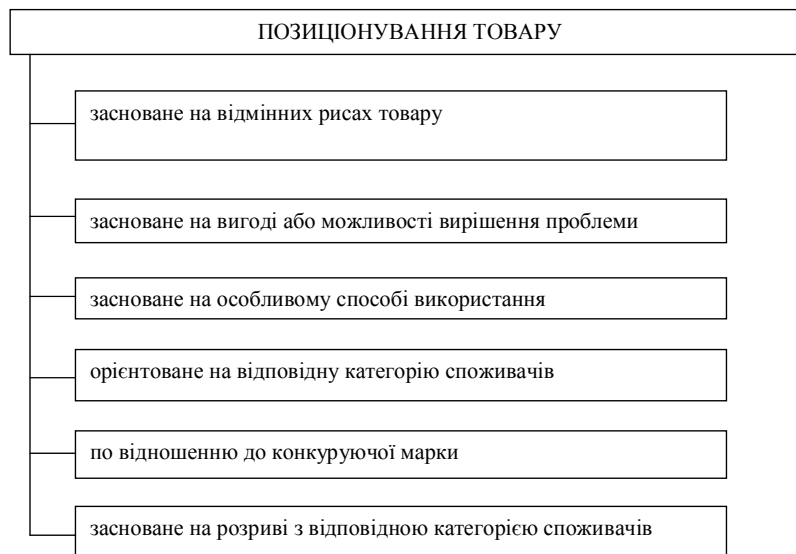 ПОЗИЦІОНУВАННЯ ТОВАРУ
засноване на відмінних рисах товару
засноване на вигоді або можливості вирішення проблеми
засноване на особливому способі використання
орієнтоване на відповідну категорію споживачів
по відношенню до конкуруючої марки
засноване на розриві з відповідною категорією споживачів